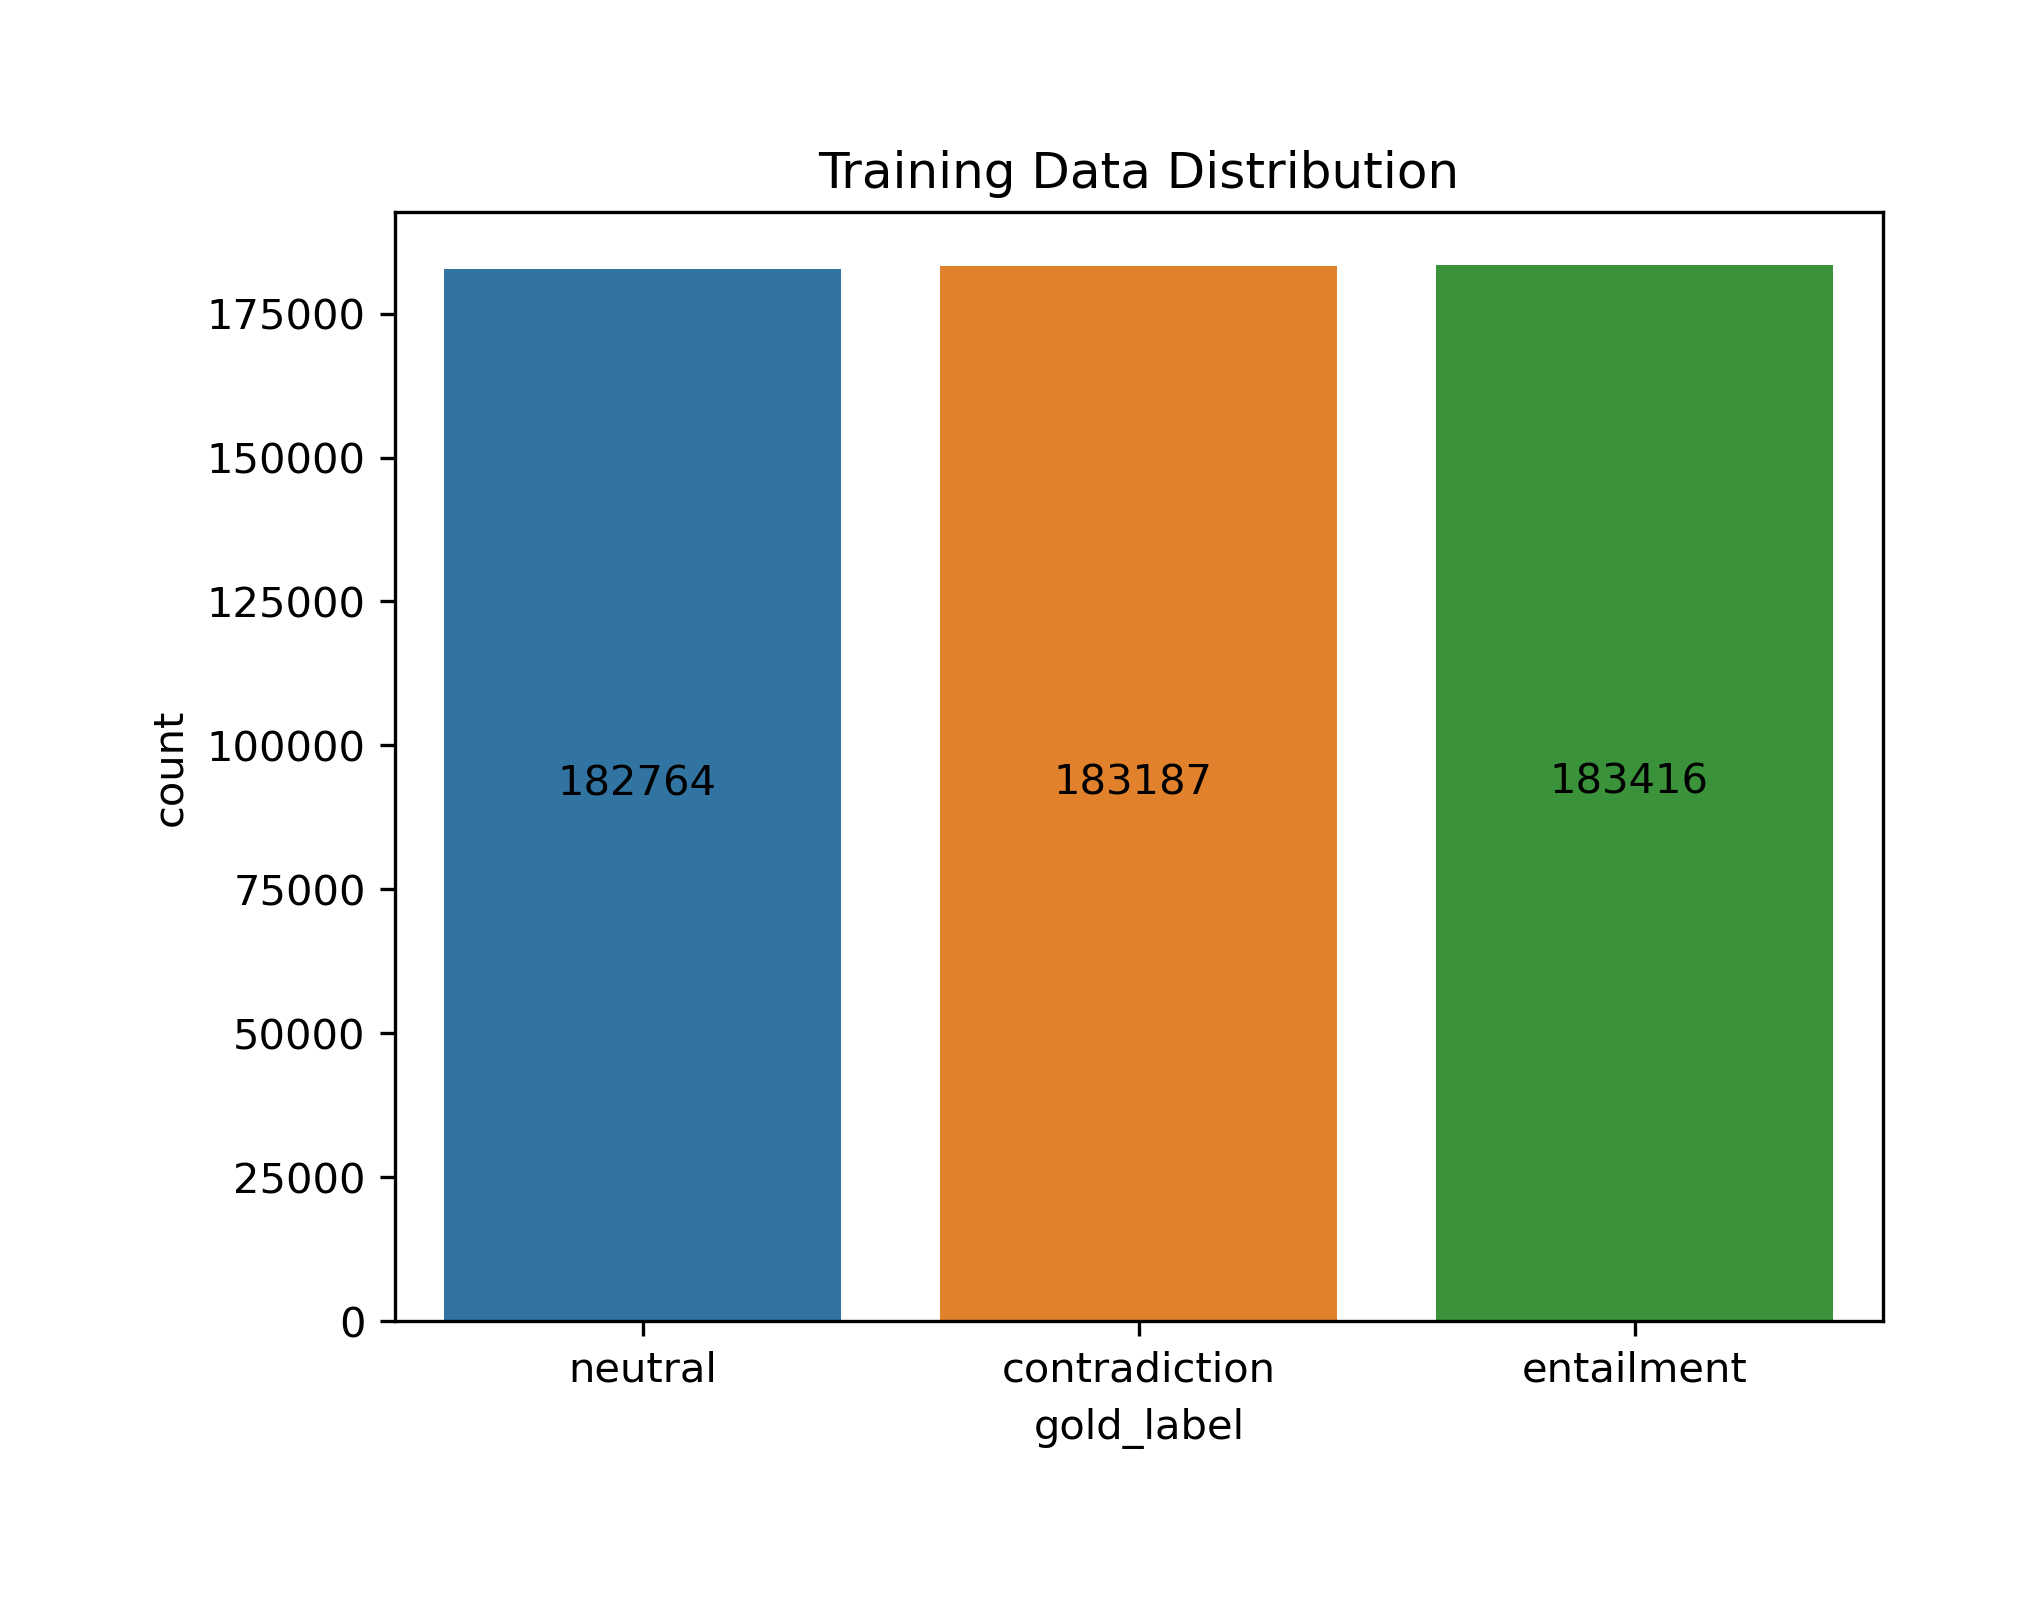 Training Data Distribution
175000
150000
125000
100000
75000
50000
25000
0
count
182764
183187
183416
neutral
contradiction
entailment
gold_label